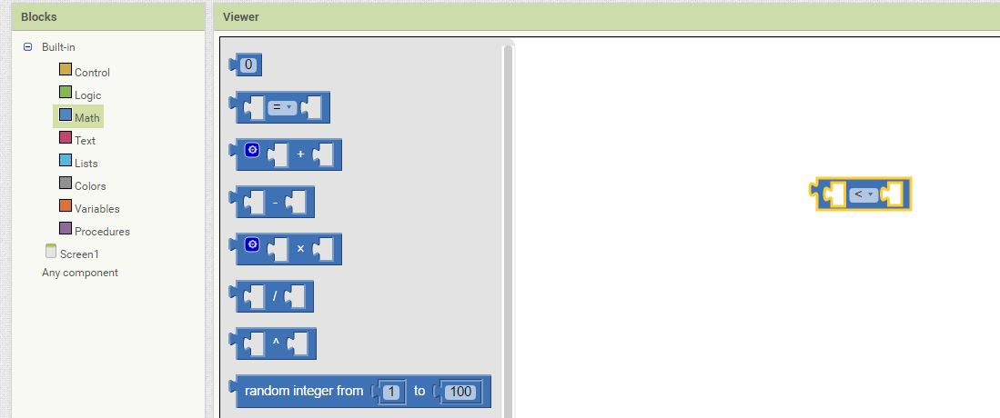 Blocks
Built-in
Control
Logic
Math
Text
Lists
Colors
Variables
Procedures
Screen1
Any component
Viewer
0
=
+
-
×
/
^
random integer from 1 to 100
<